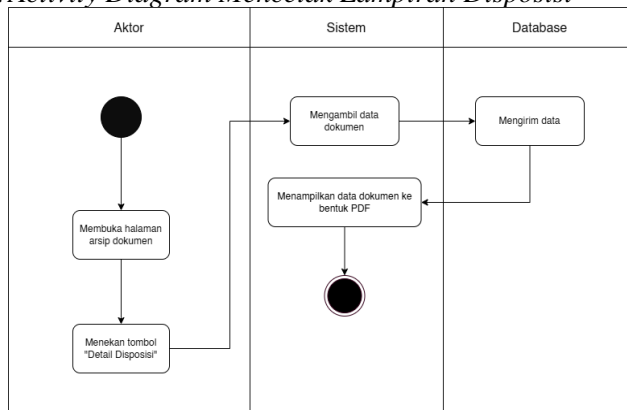 Activity Diagram Mencetak Lampiran Disposisi
Aktor
Sistem
Database
Mengambil data
dokumen
Mengirim data
Menampilkan data dokumen ke
bentuk PDF
Membuka halaman
arsip dokumen
Menekan tombol
"Detail Disposisi"